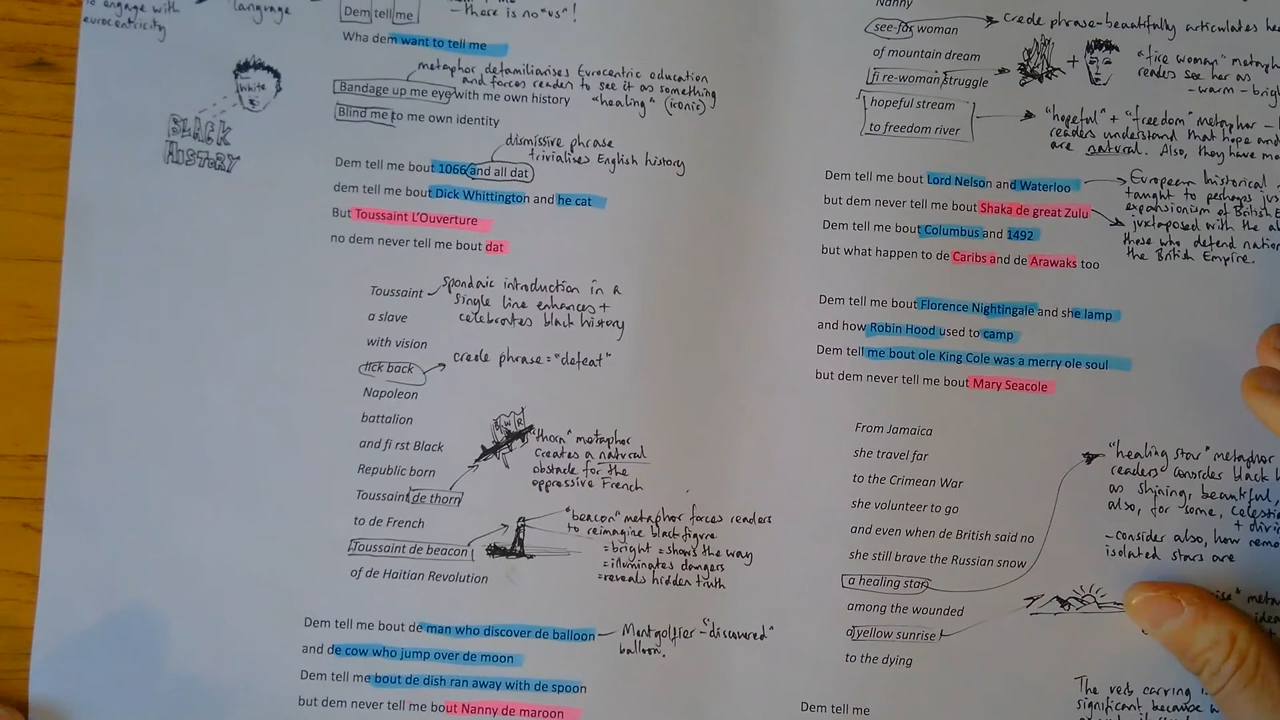 to engage with
eurocentricity
language
Dem tell me
- there is no "us"!
Wha dem want to tell me
metaphor defamiliarises Eurocentric education
and forces readers to see it as something
"healing" (iconic)
Bandage up me eye with me own history
Blind me to me own identity
White
BLACK
HISTORY
dismissive phrase
trivialises English history
Dem tell me bout 1066 and all dat
dem tell me bout Dick Whittington and he cat
But Toussaint L'Ouverture
no dem never tell me bout dat
Toussaint
a slave
with vision
lick back
Napoleon
battalion
and fi rst Black
Republic born
Toussaint de thorn
to de French
Toussaint de beacon
of de Haitian Revolution
spondaic introduction in a
single line enhances +
celebrates black history
creole phrase = "defeat"
"thorn" metaphor
creates a natural
obstacle for the
oppressive French
"beacon" metaphor forces readers
to reimagine black figure
= bright = shows the way
= illuminates dangers
= reveals hidden truth
Dem tell me bout de man who discover de balloon
and de cow who jump over de moon
Dem tell me bout de dish ran away with de spoon
but dem never tell me bout Nanny de maroon
Montgolfier - "discovered"
balloon.
Nanny
see-far woman
of mountain dream
fi re-woman struggle
hopeful stream
to freedom river
creole phrase - beautifully articulates
"fire woman"
readers see her as
- warm -
"hopeful" + "freedom" metaphor -
readers understand that hope and
are natural. Also, they have
Dem tell me bout Lord Nelson and Waterloo
but dem never tell me bout Shaka de great Zulu
Dem tell me bout Columbus and 1492
but what happen to de Caribs and de Arawaks too
European historical
taught to perhaps
expansionism of British
juxtaposed with the
those who defend
the British Empire.
Dem tell me bout Florence Nightingale and she lamp
and how Robin Hood used to camp
Dem tell me bout ole King Cole was a merry ole soul
but dem never tell me bout Mary Seacole
From Jamaica
she travel far
to the Crimean War
she volunteer to go
and even when de British said no
she still brave the Russian snow
a healing star
among the wounded
a yellow sunrise
to the dying
"healing star" metaphor
readers consider black
as shining, beautiful
also, for some,
- consider also, how
isolated stars are
The verb carving
significant because
Dem tell me